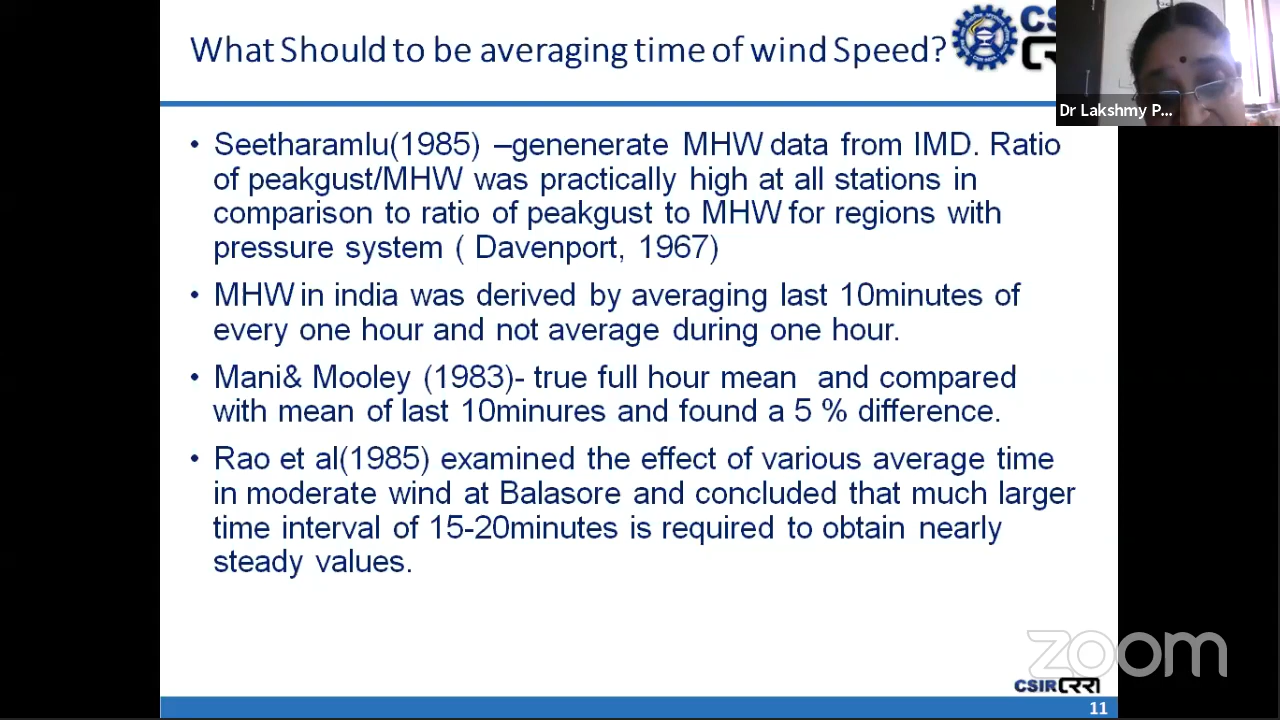 What Should to be averaging time of wind Speed?
CS
Dr Lakshmy P...
• Seetharamlu(1985) –genenerate MHW data from IMD. Ratio
of peakgust/MHW was practically high at all stations in
comparison to ratio of peakgust to MHW for regions with
pressure system ( Davenport, 1967)
• MHW in india was derived by averaging last 10minutes of
every one hour and not average during one hour.
• Mani& Mooley (1983)- true full hour mean and compared
with mean of last 10minures and found a 5 % difference.
• Rao et al(1985) examined the effect of various average time
in moderate wind at Balasore and concluded that much larger
time interval of 15-20minutes is required to obtain nearly
steady values.
zoom
CSIR CRRI
11